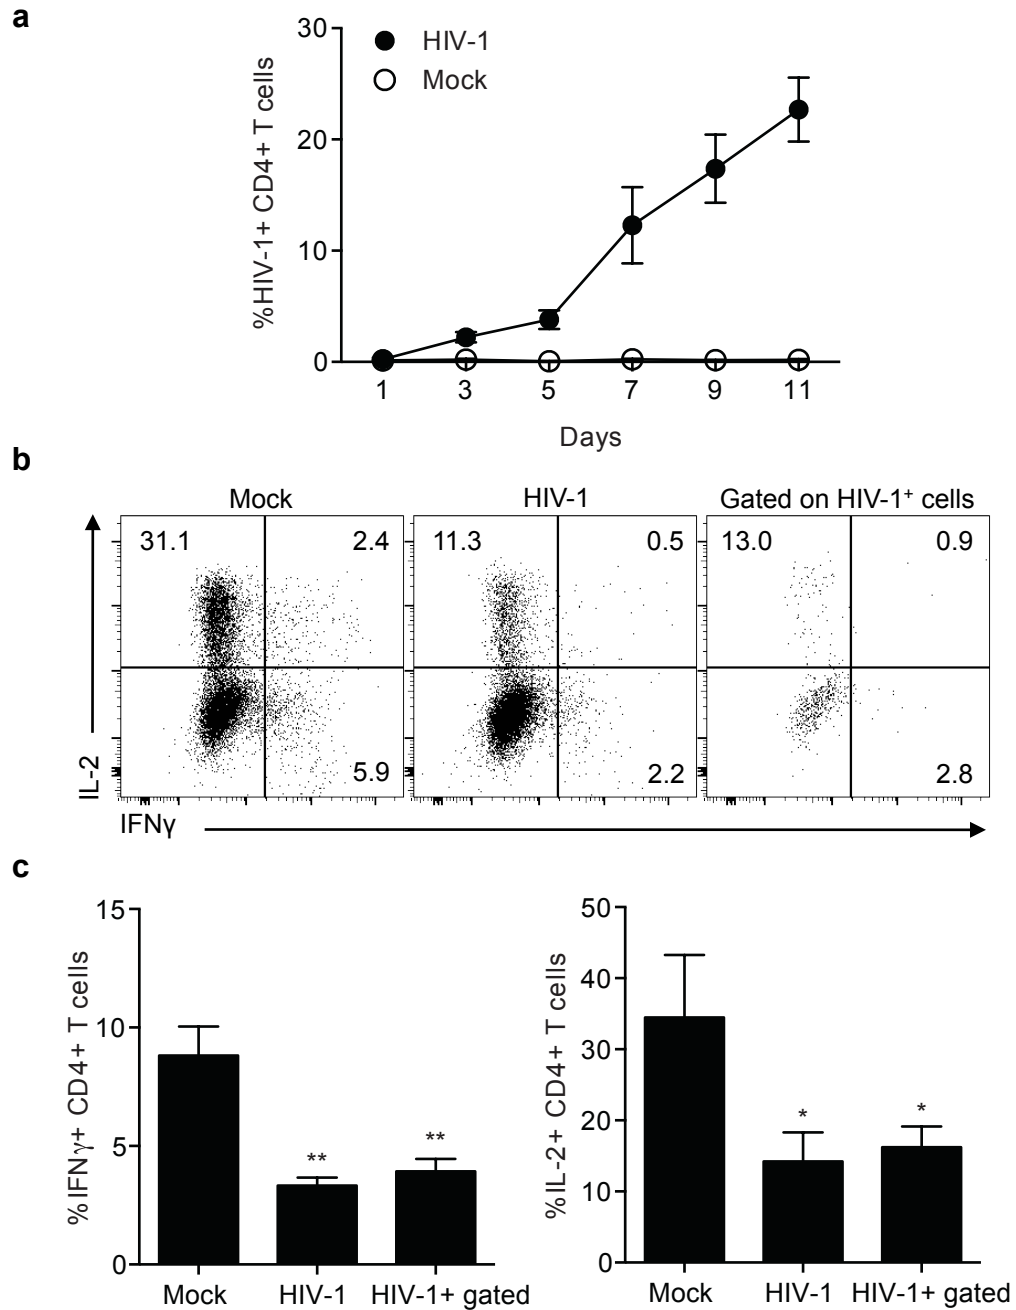 a
30
HIV-1
Mock
20
10
0
%HIV-1+ CD4+ T cells
1 3 5 7 9 11
Days
b
Mock HIV-1 Gated on HIV-1⁺ cells
31.1 2.4 11.3 0.5 13.0 0.9
5.9 2.2 2.8
IL-2
IFNγ
c
15
10
5
0
%IFNγ+ CD4+ T cells
** **
Mock HIV-1 HIV-1+ gated
50
40
30
20
10
0
%IL-2+ CD4+ T cells
* *
Mock HIV-1 HIV-1+ gated